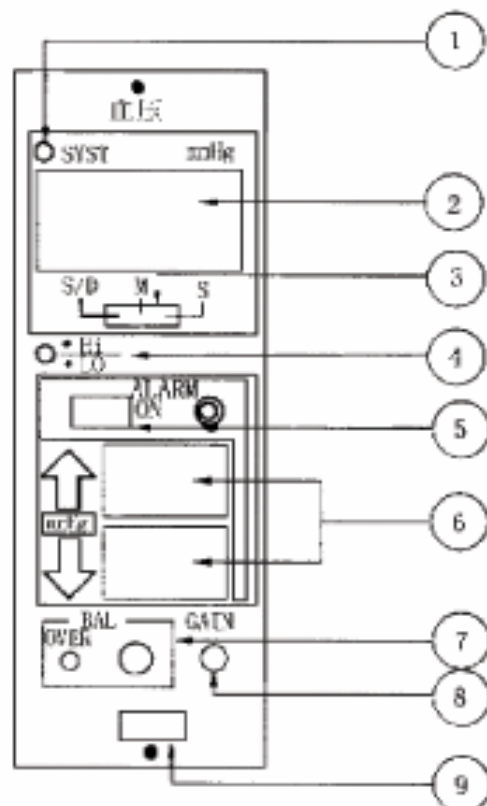 1
血圧
SYST mmHg
2
3
S/D M S
4
Hi
LO
ALARM
ON
5
6
mmHg
BAL GAIN
OVER
7
8
9